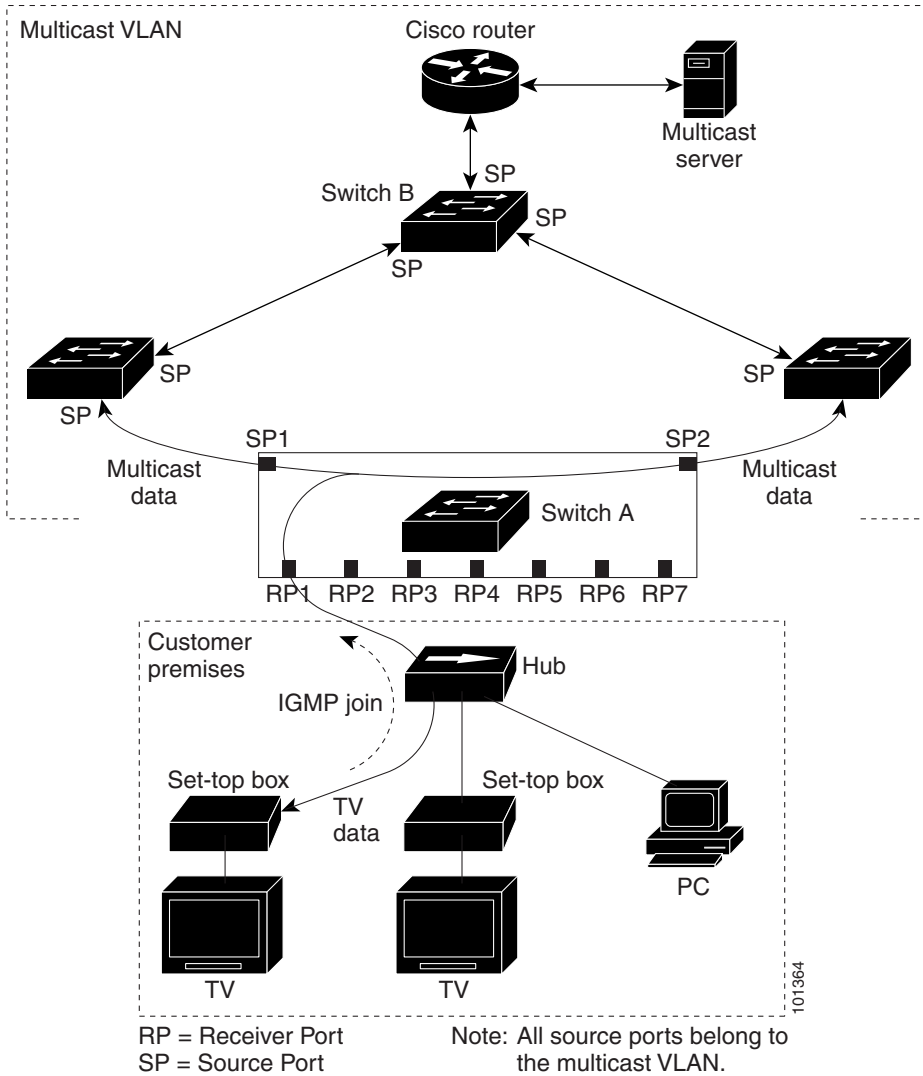 Multicast VLAN
Cisco router
Multicast
server
SP
Switch B
SP
SP
SP
SP
SP
SP1
SP2
Multicast
data
Multicast
data
Switch A
RP1 RP2 RP3 RP4 RP5 RP6 RP7
Customer
premises
Hub
IGMP join
Set-top box
Set-top box
TV
data
PC
TV
TV
101364
RP = Receiver Port
SP = Source Port
Note: All source ports belong to
the multicast VLAN.